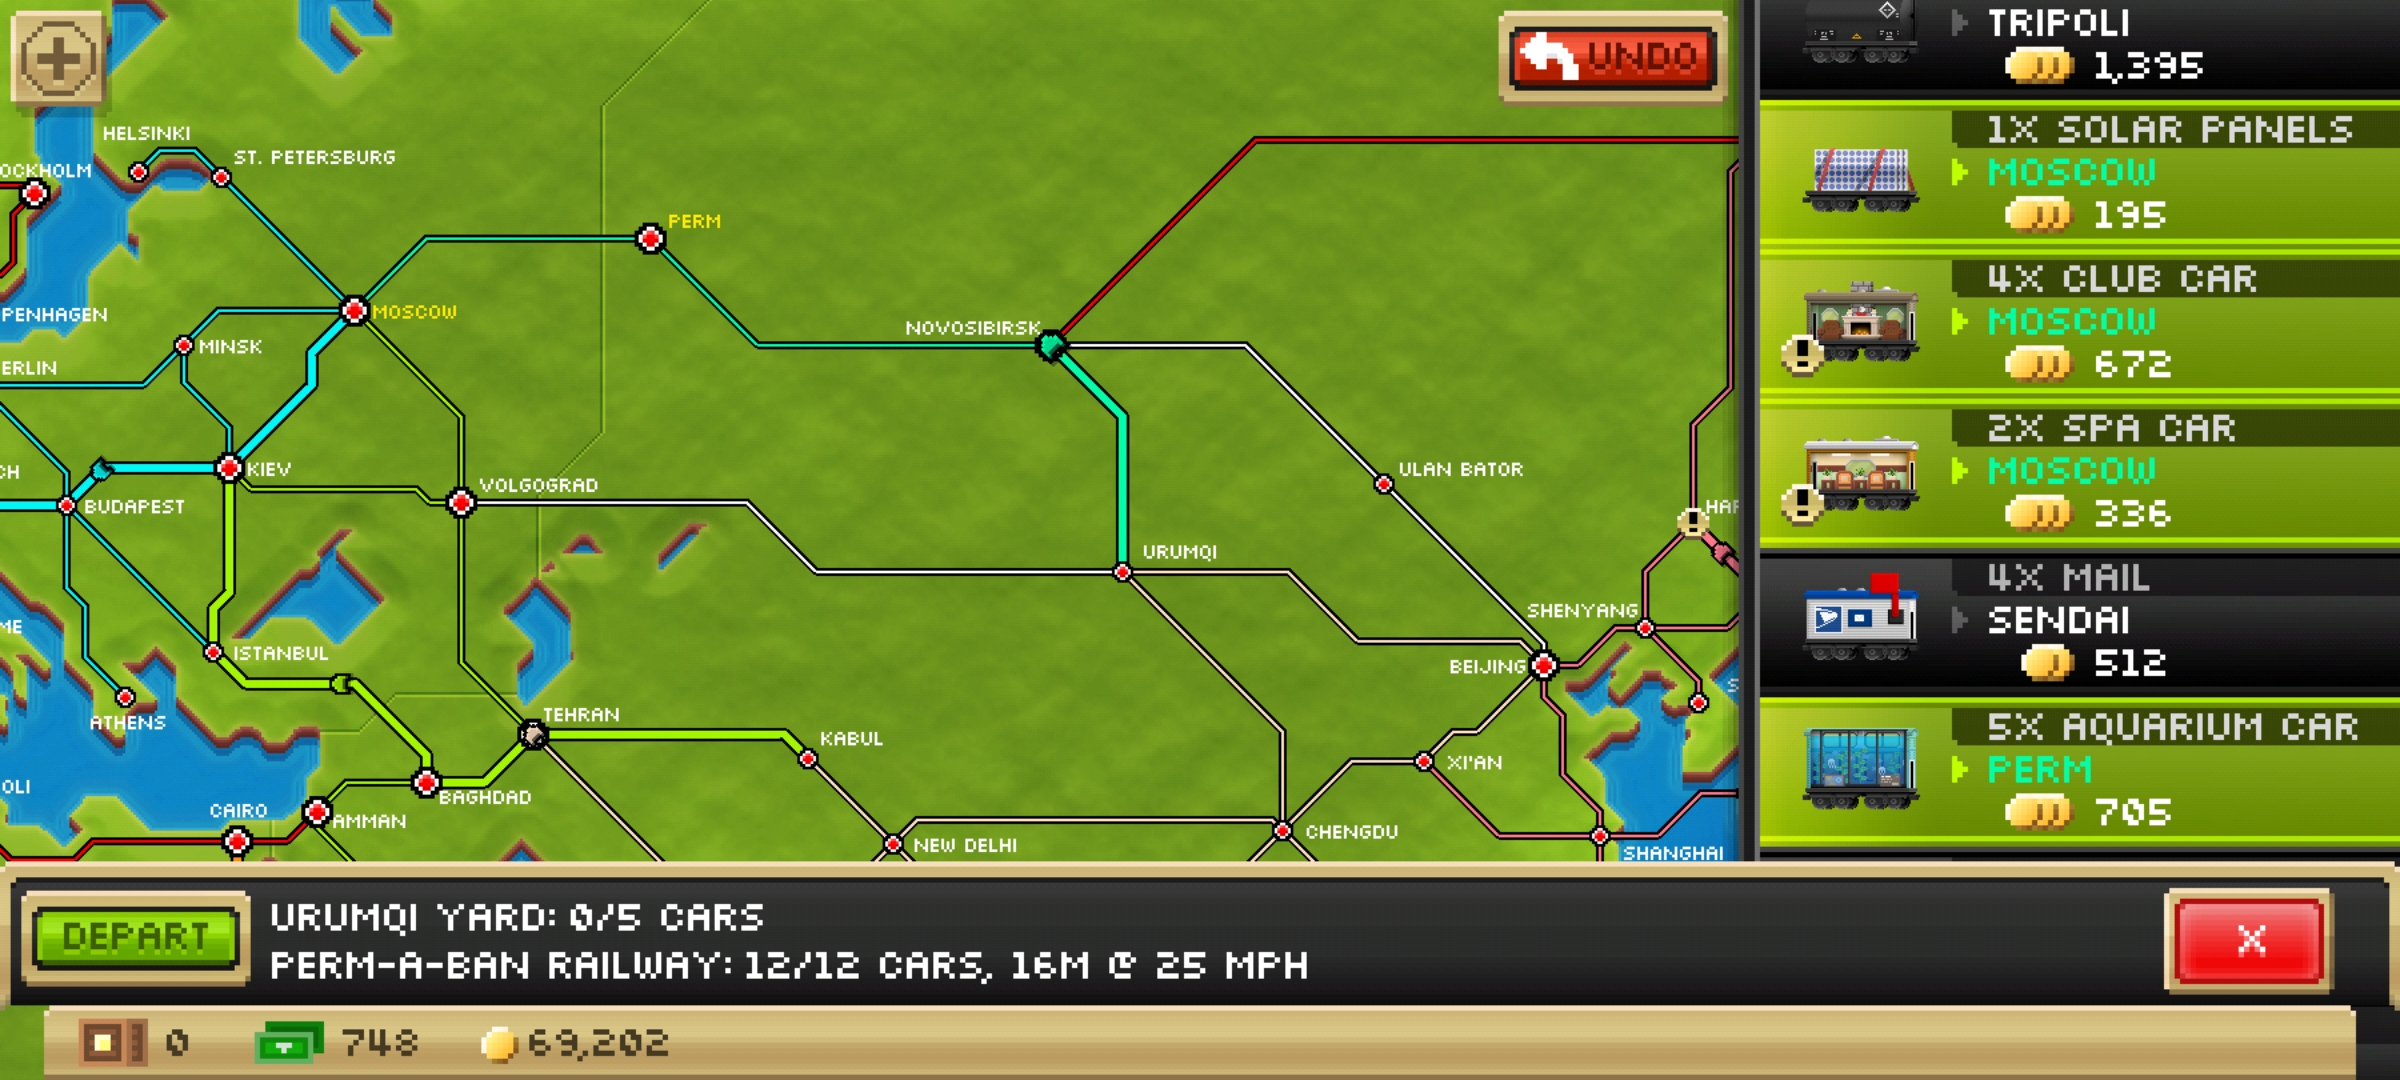 TRIPOLI
UNDO
1,395
HELSINKI
1X SOLAR PANELS
ST. PETERSBURG
OCKHOLM
MOSCOW
195
PERM
4X CLUB CAR
PENHAGEN
MOSCOW
MOSCOW
NOVOSIBIRSK
MINSK
672
ERLIN
2X SPA CAR
CH
KIEV
ULAN BATOR
MOSCOW
VOLGOGRAD
BUDAPEST
HAR
336
URUMQI
4X MAIL
SHENYANG
SENDAI
ME
ISTANBUL
BEIJING
512
S
ATHENS
TEHRAN
5X AQUARIUM CAR
KABUL
XI'AN
PERM
OLI
BAGHDAD
CAIRO
AMMAN
705
CHENGDU
NEW DELHI
SHANGHAI
DEPART
URUMQI YARD: 0/5 CARS
PERM-A-BAN RAILWAY: 12/12 CARS, 16M @ 25 MPH
X
0
748
69,202